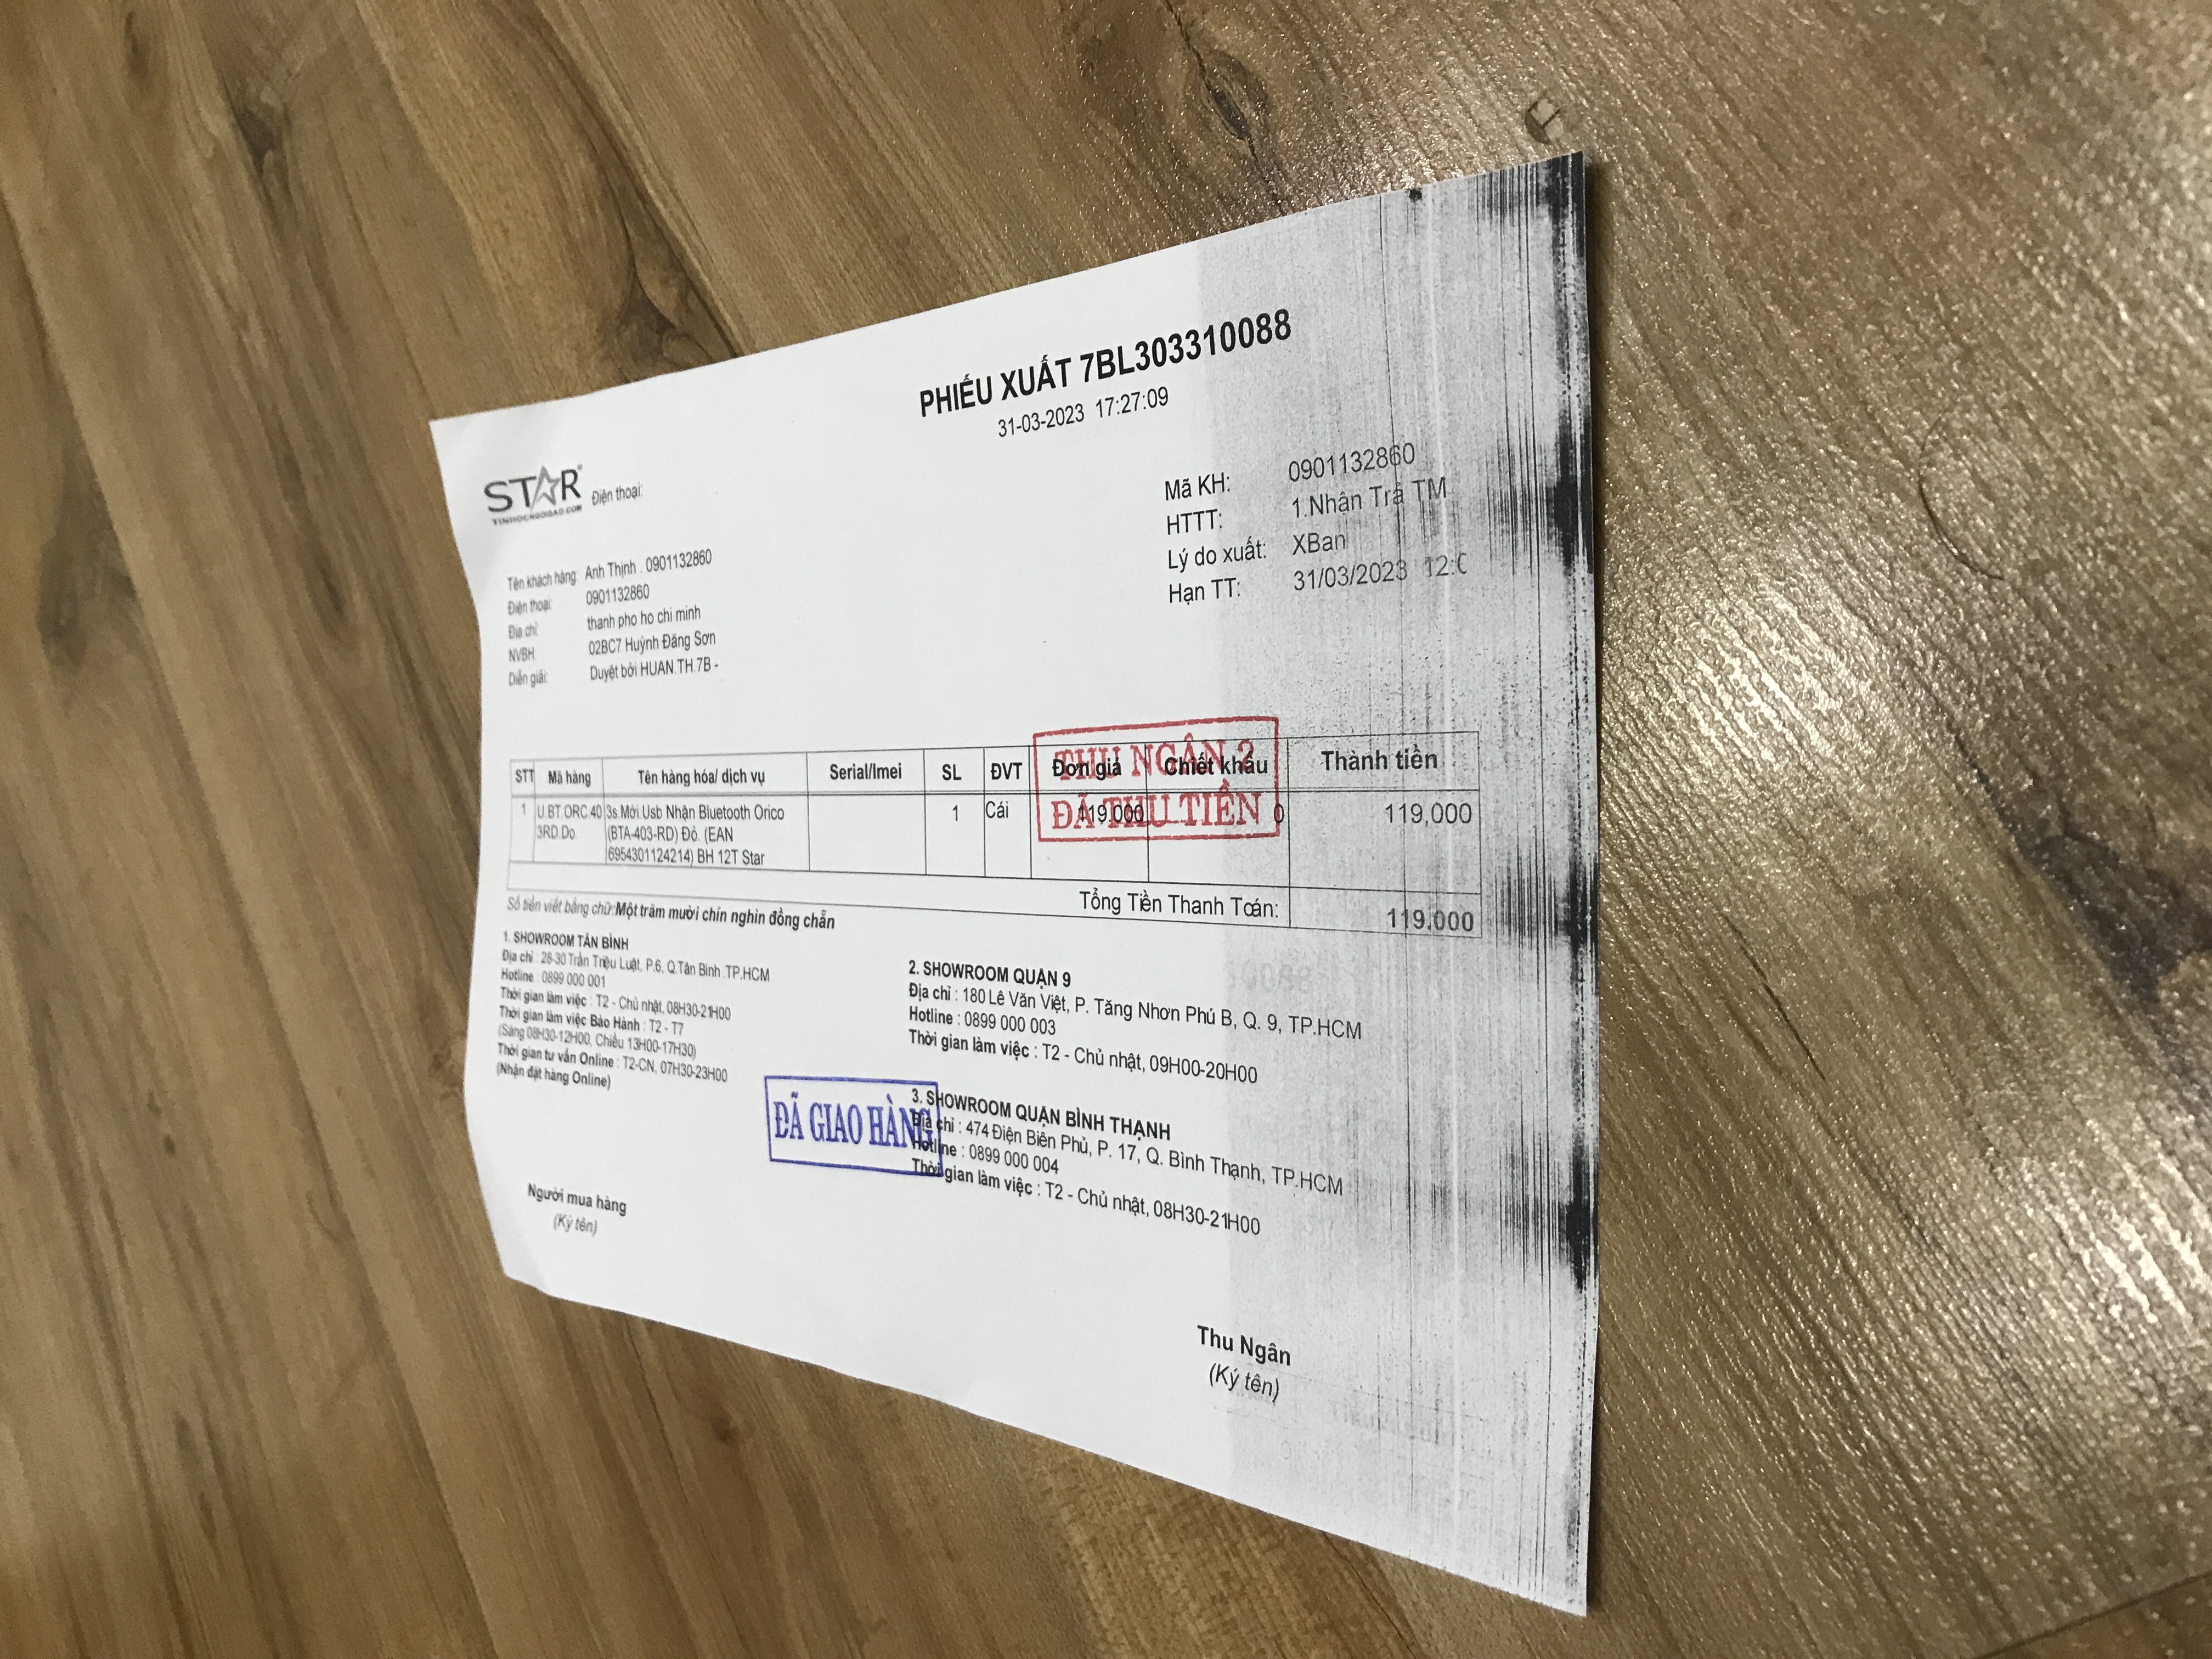 STAR
TINHOCNGOISAO.COM
Điện thoại:
PHIẾU XUẤT 7BL303310088
31-03-2023 17:27:09
Tên khách hàng: Anh Thịnh . 0901132860
Điện thoại: 0901132860
Địa chỉ: thanh pho ho chi minh
NVBH 02BC7 Huỳnh Đăng Sơn
Diễn giải: Duyệt bởi HUAN.TH.7B -
Mã KH: 0901132860
HTTT: 1.Nhận Trả TM
Lý do xuất: XBan
Hạn TT: 31/03/2023 12:0
STT Mã hàng Tên hàng hóa/ dịch vụ Serial/Imei SL ĐVT Đơn giá Chiết khấu Thành tiền
1 U.BT.ORC.40 3s Mới Usb Nhận Bluetooth Orico 1 Cái 119,000 0 119,000
3RD.Do. (BTA-403-RD) Đỏ (EAN
6954301124214) BH 12T Star
THU NGÂN 2
ĐÃ THU TIỀN
Tổng Tiền Thanh Toán: 119.000
Số tiền viết bằng chữ: Một trăm mười chín nghìn đồng chẵn
1. SHOWROOM TÂN BÌNH
Địa chỉ : 28-30 Trần Triệu Luật, P.6, Q.Tân Bình .TP.HCM
Hotline : 0899 000 001
Thời gian làm việc : T2 - Chủ nhật, 08H30-21H00
Thời gian làm việc Bảo Hành : T2 - T7
(Sáng 08H30-12H00, Chiều 13H00-17H30)
Thời gian tư vấn Online : T2-CN, 07H30-23H00
(Nhận đặt hàng Online)
2. SHOWROOM QUẬN 9
Địa chỉ : 180 Lê Văn Việt, P. Tăng Nhơn Phú B, Q. 9, TP.HCM
Hotline : 0899 000 003
Thời gian làm việc : T2 - Chủ nhật, 09H00-20H00
3. SHOWROOM QUẬN BÌNH THẠNH
Địa chỉ : 474 Điện Biên Phủ, P. 17, Q. Bình Thạnh, TP.HCM
Hotline : 0899 000 004
Thời gian làm việc : T2 - Chủ nhật, 08H30-21H00
ĐÃ GIAO HÀNG
Người mua hàng
(Ký tên)
Thu Ngân
(Ký tên)